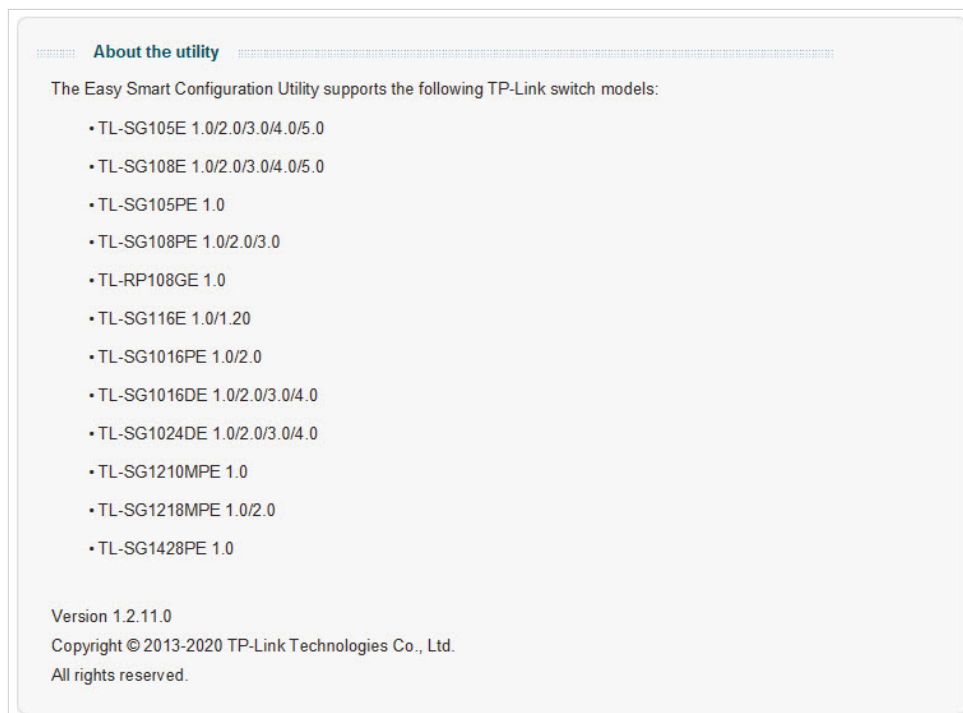 About the utility
The Easy Smart Configuration Utility supports the following TP-Link switch models:
• TL-SG105E 1.0/2.0/3.0/4.0/5.0
• TL-SG108E 1.0/2.0/3.0/4.0/5.0
• TL-SG105PE 1.0
• TL-SG108PE 1.0/2.0/3.0
• TL-RP108GE 1.0
• TL-SG116E 1.0/1.20
• TL-SG1016PE 1.0/2.0
• TL-SG1016DE 1.0/2.0/3.0/4.0
• TL-SG1024DE 1.0/2.0/3.0/4.0
• TL-SG1210MPE 1.0
• TL-SG1218MPE 1.0/2.0
• TL-SG1428PE 1.0
Version 1.2.11.0
Copyright © 2013-2020 TP-Link Technologies Co., Ltd.
All rights reserved.